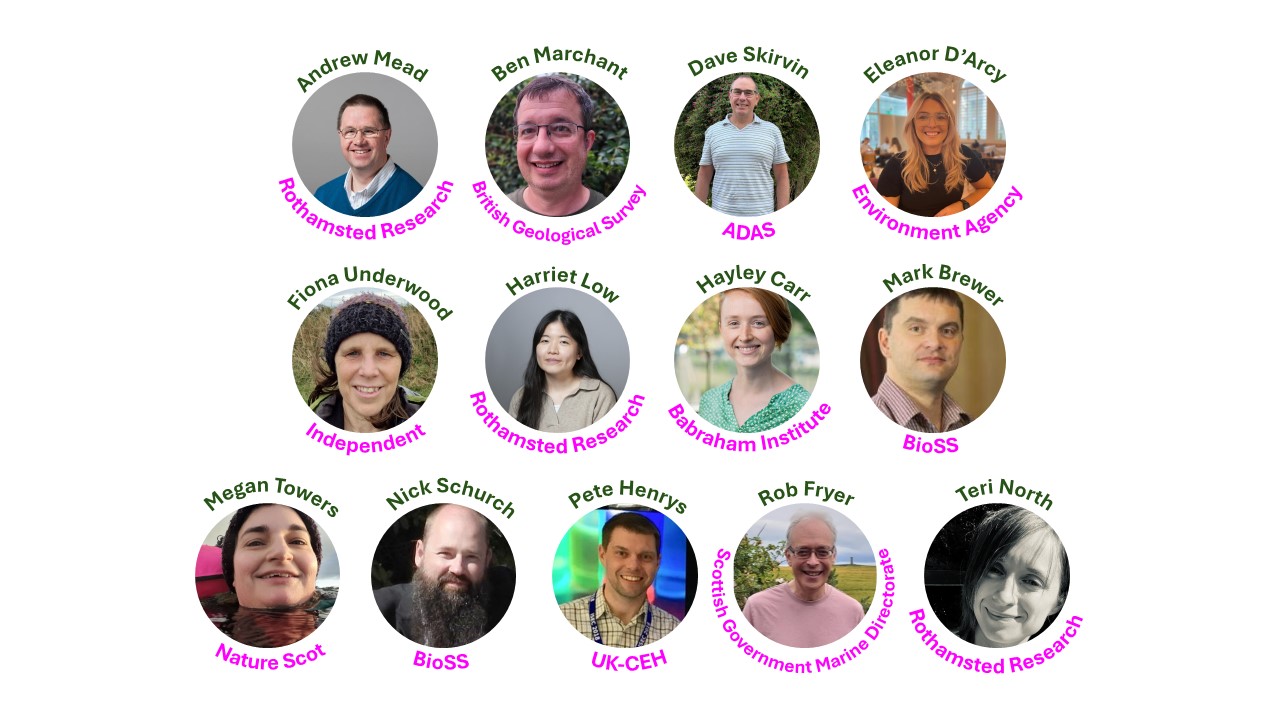 Andrew Mead
Rothamsted Research
Ben Marchant
British Geological Survey
Dave Skirvin
ADAS
Eleanor D’Arcy
Environment Agency
Fiona Underwood
Independent
Harriet Low
Rothamsted Research
Hayley Carr
Babraham Institute
Mark Brewer
BioSS
Megan Towers
Nature Scot
Nick Schurch
BioSS
Pete Henrys
UK-CEH
Rob Fryer
Scottish Government Marine Directorate
Teri North
Rothamsted Research